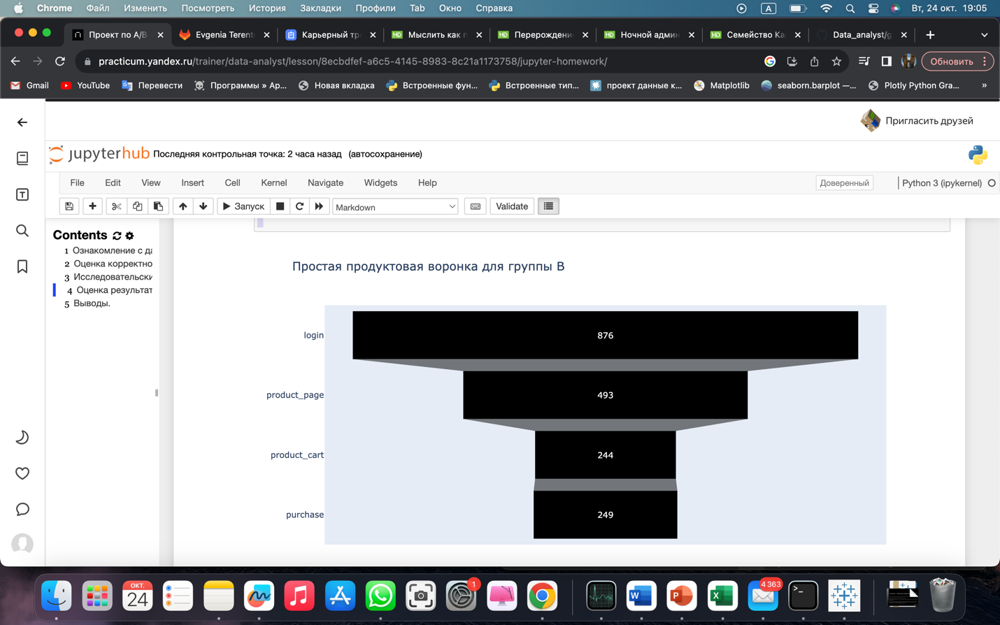 Chrome Файл Изменить Посмотреть История Закладки Профили Tab Окно Справка A Вт, 24 окт. 19:05
Проект по A/B Evgenia Terent Карьерный тр HD Мыслить как HD Перерождени HD Ночной админ HD Семейство Ка Data_analyst/g
practicum.yandex.ru/trainer/data-analyst/lesson/8ecbdfef-a6c5-4145-8983-8c21a1173758/jupyter-homework/ Обновить
Gmail YouTube Перевести Программы » Ap... Новая вкладка Встроенные фун... Встроенные тип... проект данные к... Matplotlib seaborn.barplot —... Plotly Python Gra... »
Пригласить друзей
jupyterhub Последняя контрольная точка: 2 часа назад (автосохранение)
File Edit View Insert Cell Kernel Navigate Widgets Help Доверенный Python 3 (ipykernel)
Запуск Markdown Validate
Contents
1 Ознакомление с да
2 Оценка корректно
3 Исследовательски
4 Оценка результат
5 Выводы.
Простая продуктовая воронка для группы B
login 876
product_page 493
product_cart 244
purchase 249
ОКТ.
24
1
W
P
X
4 363
>_